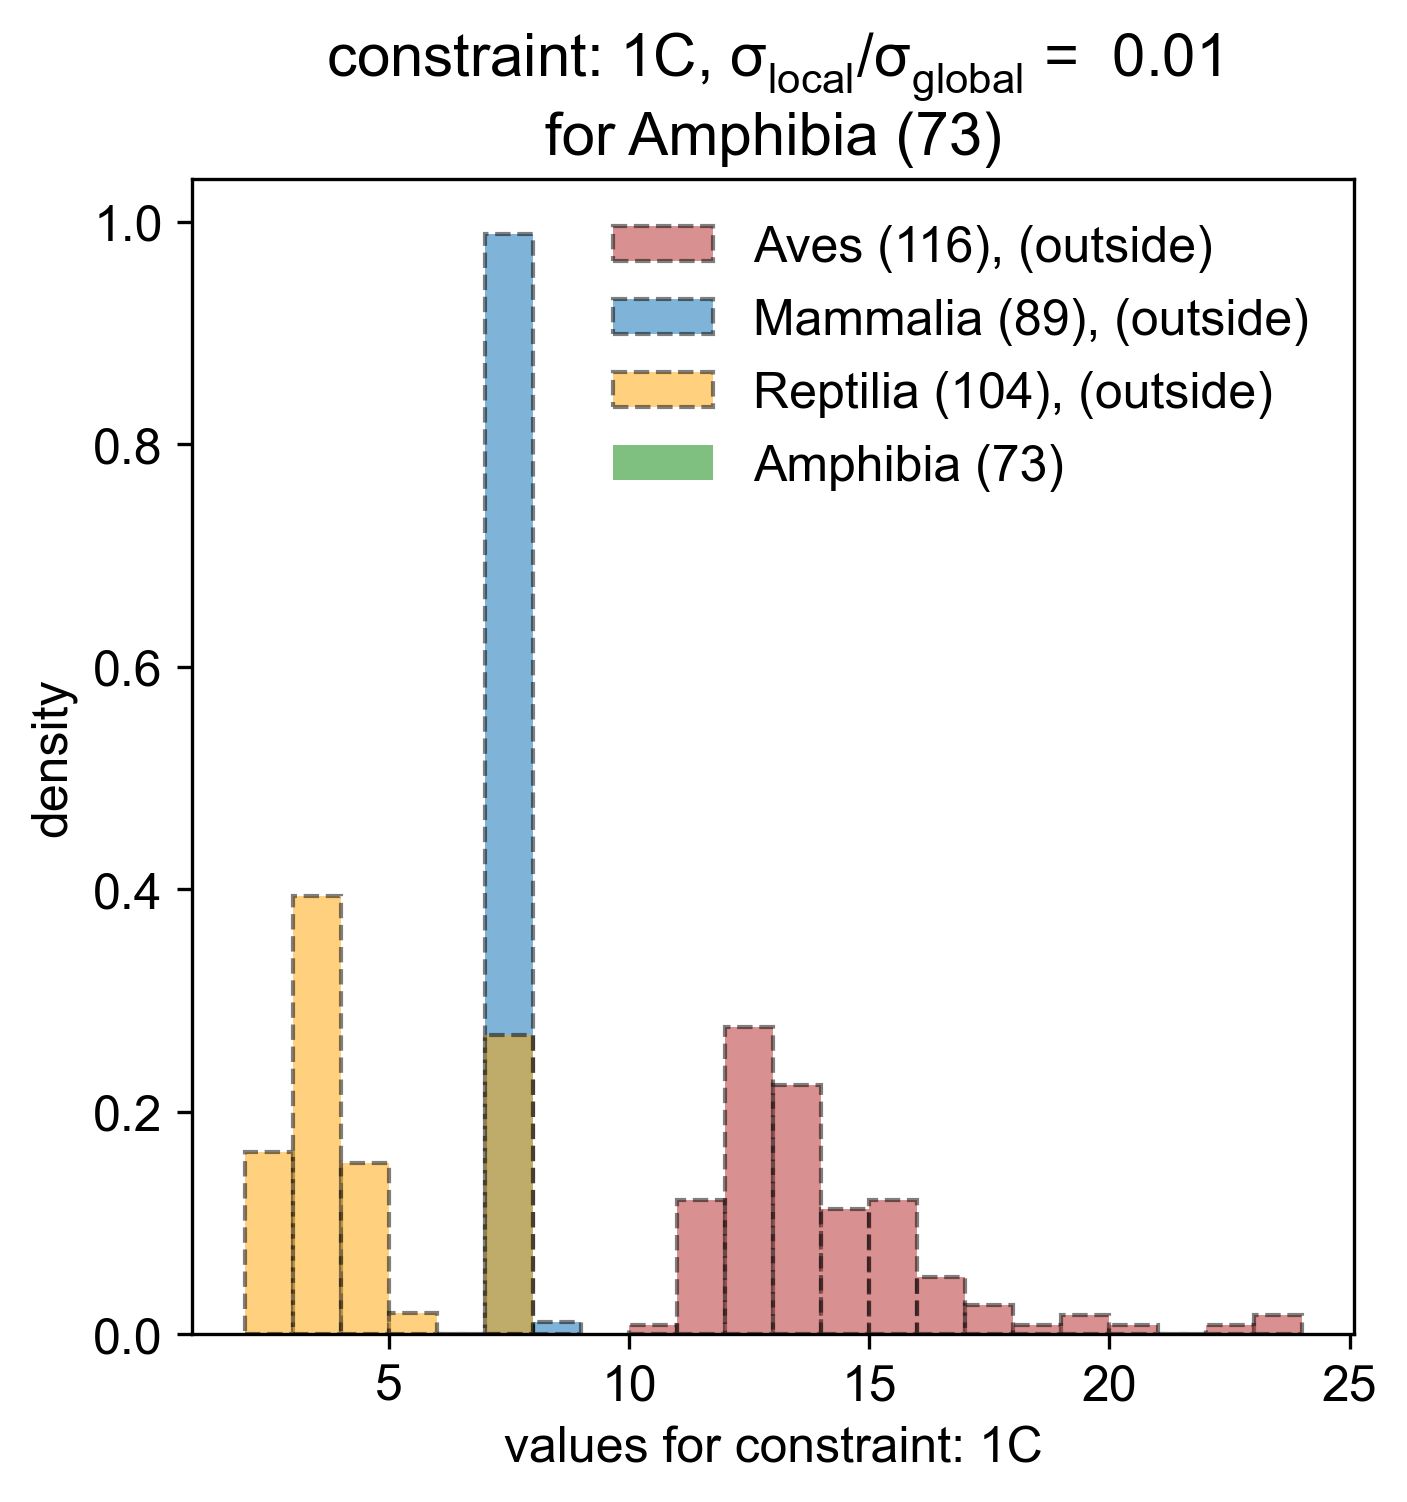 constraint: 1C, σlocal/σglobal = 0.01
for Amphibia (73)
Aves (116), (outside)
Mammalia (89), (outside)
Reptilia (104), (outside)
Amphibia (73)
density
1.0
0.8
0.6
0.4
0.2
0.0
5 10 15 20 25
values for constraint: 1C